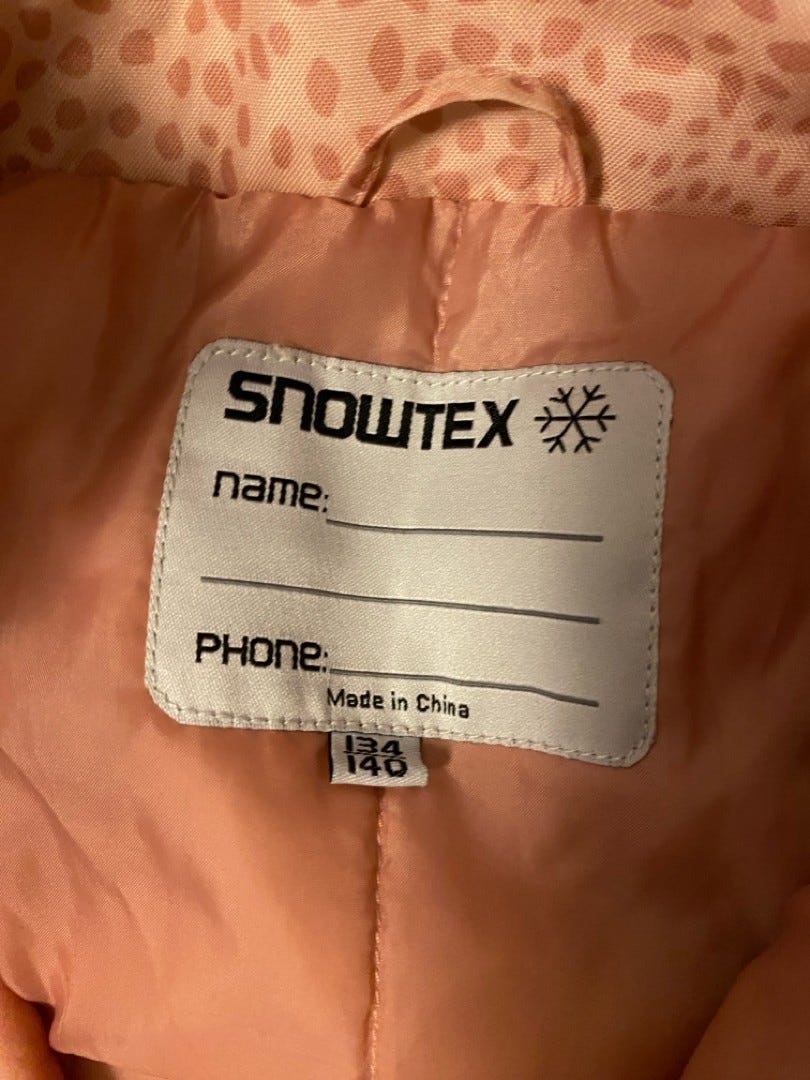 SNOWTEX
name:
PHONE:
Made in China
134
140